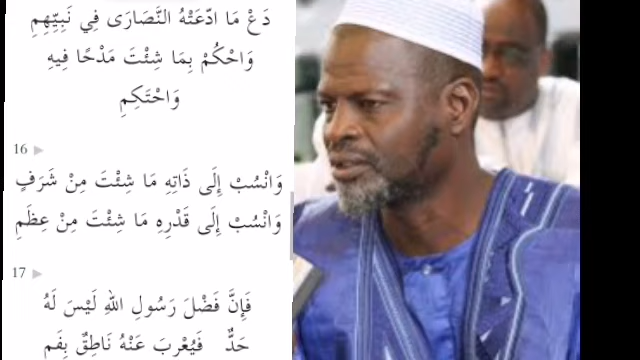 دَعْ مَا ادَّعَتْهُ النَّصَارَى فِي نَبِيِّهِمِ
وَاحْكُمْ بِمَا شِئْتَ مَدْحًا فِيهِ
وَاحْتَكِمِ
16
وَانْسُبْ إِلَى ذَاتِهِ مَا شِئْتَ مِنْ شَرَفٍ
وَانْسُبْ إِلَى قَدْرِهِ مَا شِئْتَ مِنْ عِظَمِ
17
فَإِنَّ فَضْلَ رَسُولِ اللهِ لَيْسَ لَهُ
حَدٌّ فَيُعْرِبَ عَنْهُ نَاطِقٌ بِفَمِ